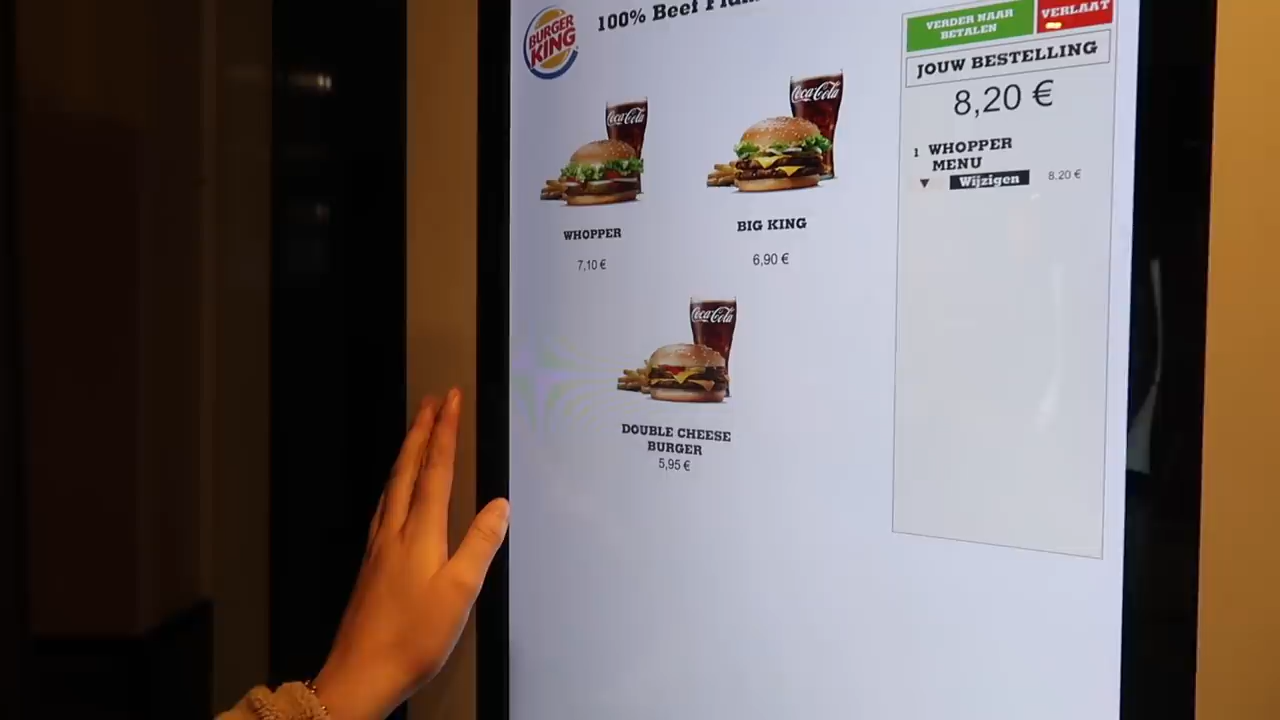 BURGER
KING
100% Beef
VERDER NAAR
BETALEN
VERLAAT
JOUW BESTELLING
8,20 €
1 WHOPPER
MENU
▼ Wijzigen 8.20 €
Coca-Cola
WHOPPER
7,10 €
Coca-Cola
BIG KING
6,90 €
Coca-Cola
DOUBLE CHEESE
BURGER
5,95 €